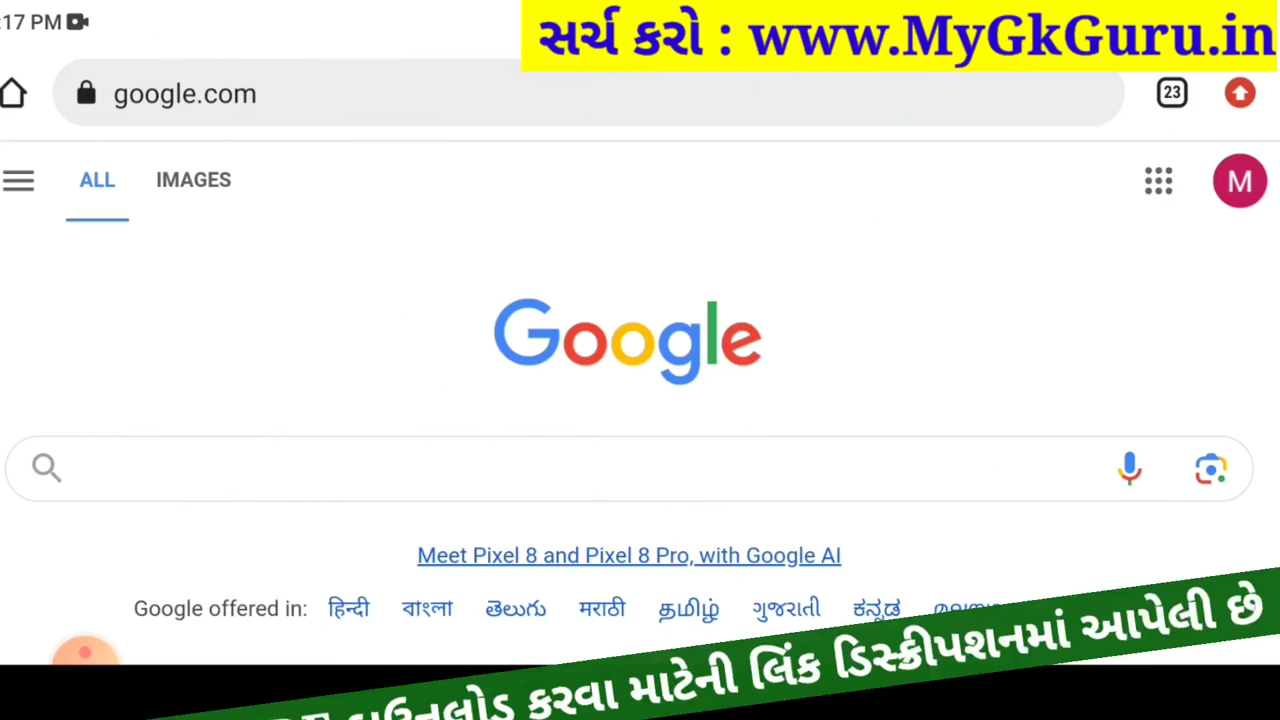 :17 PM
સર્ચ કરો : www.MyGkGuru.in
google.com
23
ALL IMAGES
M
Google
Meet Pixel 8 and Pixel 8 Pro, with Google AI
Google offered in: हिन्दी বাংলা తెలుగు मराठी தமிழ் ગુજરાતી ಕನ್ನಡ
ડાઉનલોડ કરવા માટેની લિંક ડિસ્ક્રીપશનમાં આપેલી છે